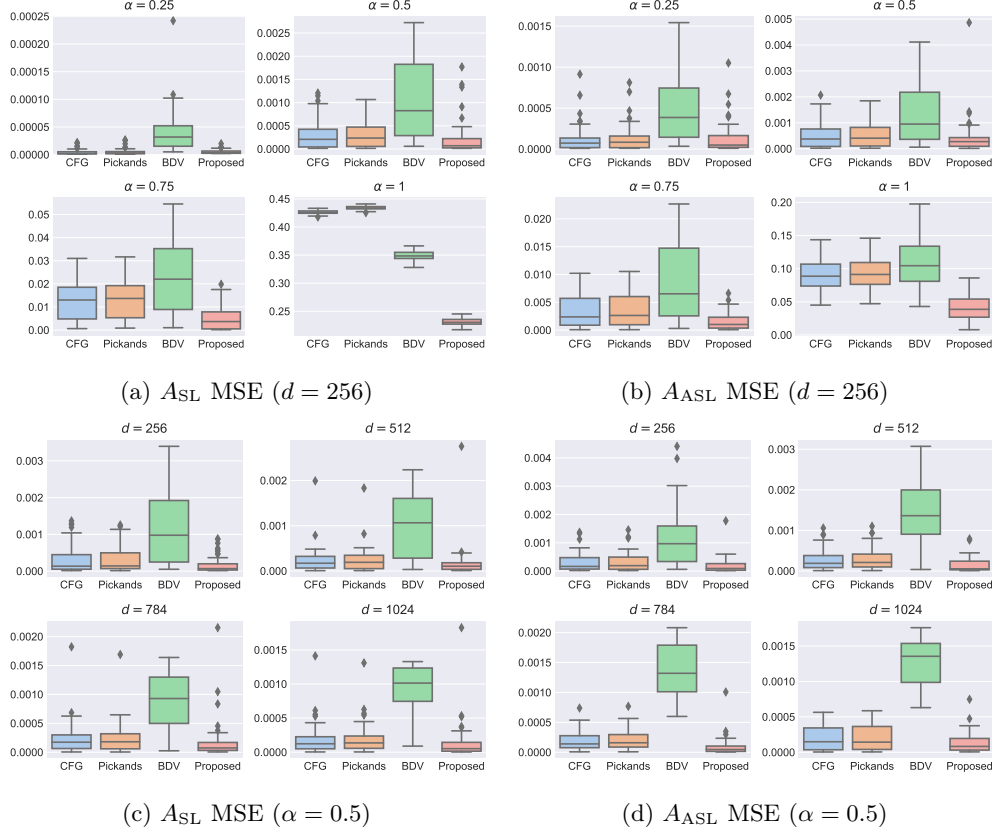 α = 0.25
0.00025
0.00020
0.00015
0.00010
0.00005
0.00000
CFG Pickands BDV Proposed
α = 0.5
0.0025
0.0020
0.0015
0.0010
0.0005
0.0000
CFG Pickands BDV Proposed
α = 0.75
0.05
0.04
0.03
0.02
0.01
0.00
CFG Pickands BDV Proposed
α = 1
0.45
0.40
0.35
0.30
0.25
CFG Pickands BDV Proposed
(a) A_SL MSE (d = 256)
α = 0.25
0.0015
0.0010
0.0005
0.0000
CFG Pickands BDV Proposed
α = 0.5
0.005
0.004
0.003
0.002
0.001
0.000
CFG Pickands BDV Proposed
α = 0.75
0.020
0.015
0.010
0.005
0.000
CFG Pickands BDV Proposed
α = 1
0.20
0.15
0.10
0.05
0.00
CFG Pickands BDV Proposed
(b) A_ASL MSE (d = 256)
d = 256
0.003
0.002
0.001
0.000
CFG Pickands BDV Proposed
d = 512
0.0025
0.0020
0.0015
0.0010
0.0005
0.0000
CFG Pickands BDV Proposed
d = 784
0.0020
0.0015
0.0010
0.0005
0.0000
CFG Pickands BDV Proposed
d = 1024
0.0015
0.0010
0.0005
0.0000
CFG Pickands BDV Proposed
(c) A_SL MSE (α = 0.5)
d = 256
0.004
0.003
0.002
0.001
0.000
CFG Pickands BDV Proposed
d = 512
0.003
0.002
0.001
0.000
CFG Pickands BDV Proposed
d = 784
0.0020
0.0015
0.0010
0.0005
0.0000
CFG Pickands BDV Proposed
d = 1024
0.0015
0.0010
0.0005
0.0000
CFG Pickands BDV Proposed
(d) A_ASL MSE (α = 0.5)